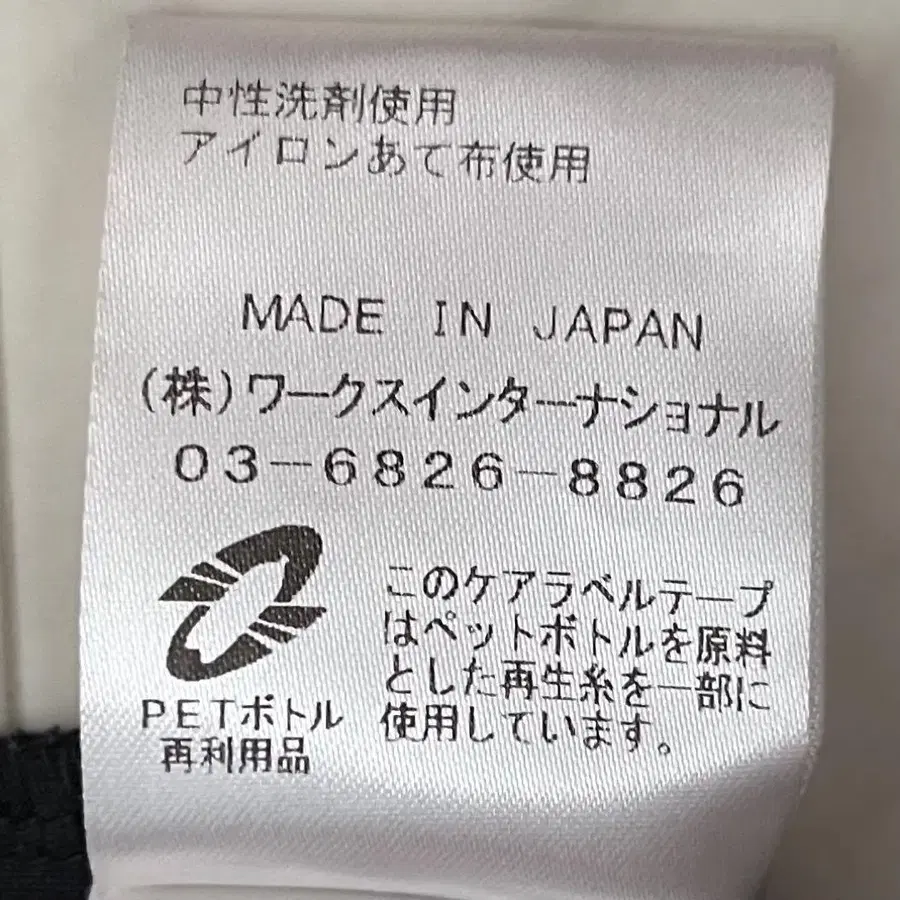 中性洗剤使用
アイロンあて布使用
MADE IN JAPAN
(株)ワークスインターナショナル
03-6826-8826
このケアラベルテープ
はペットボトルを原料
とした再生糸を一部に
使用しています。
PETボトル
再利用品